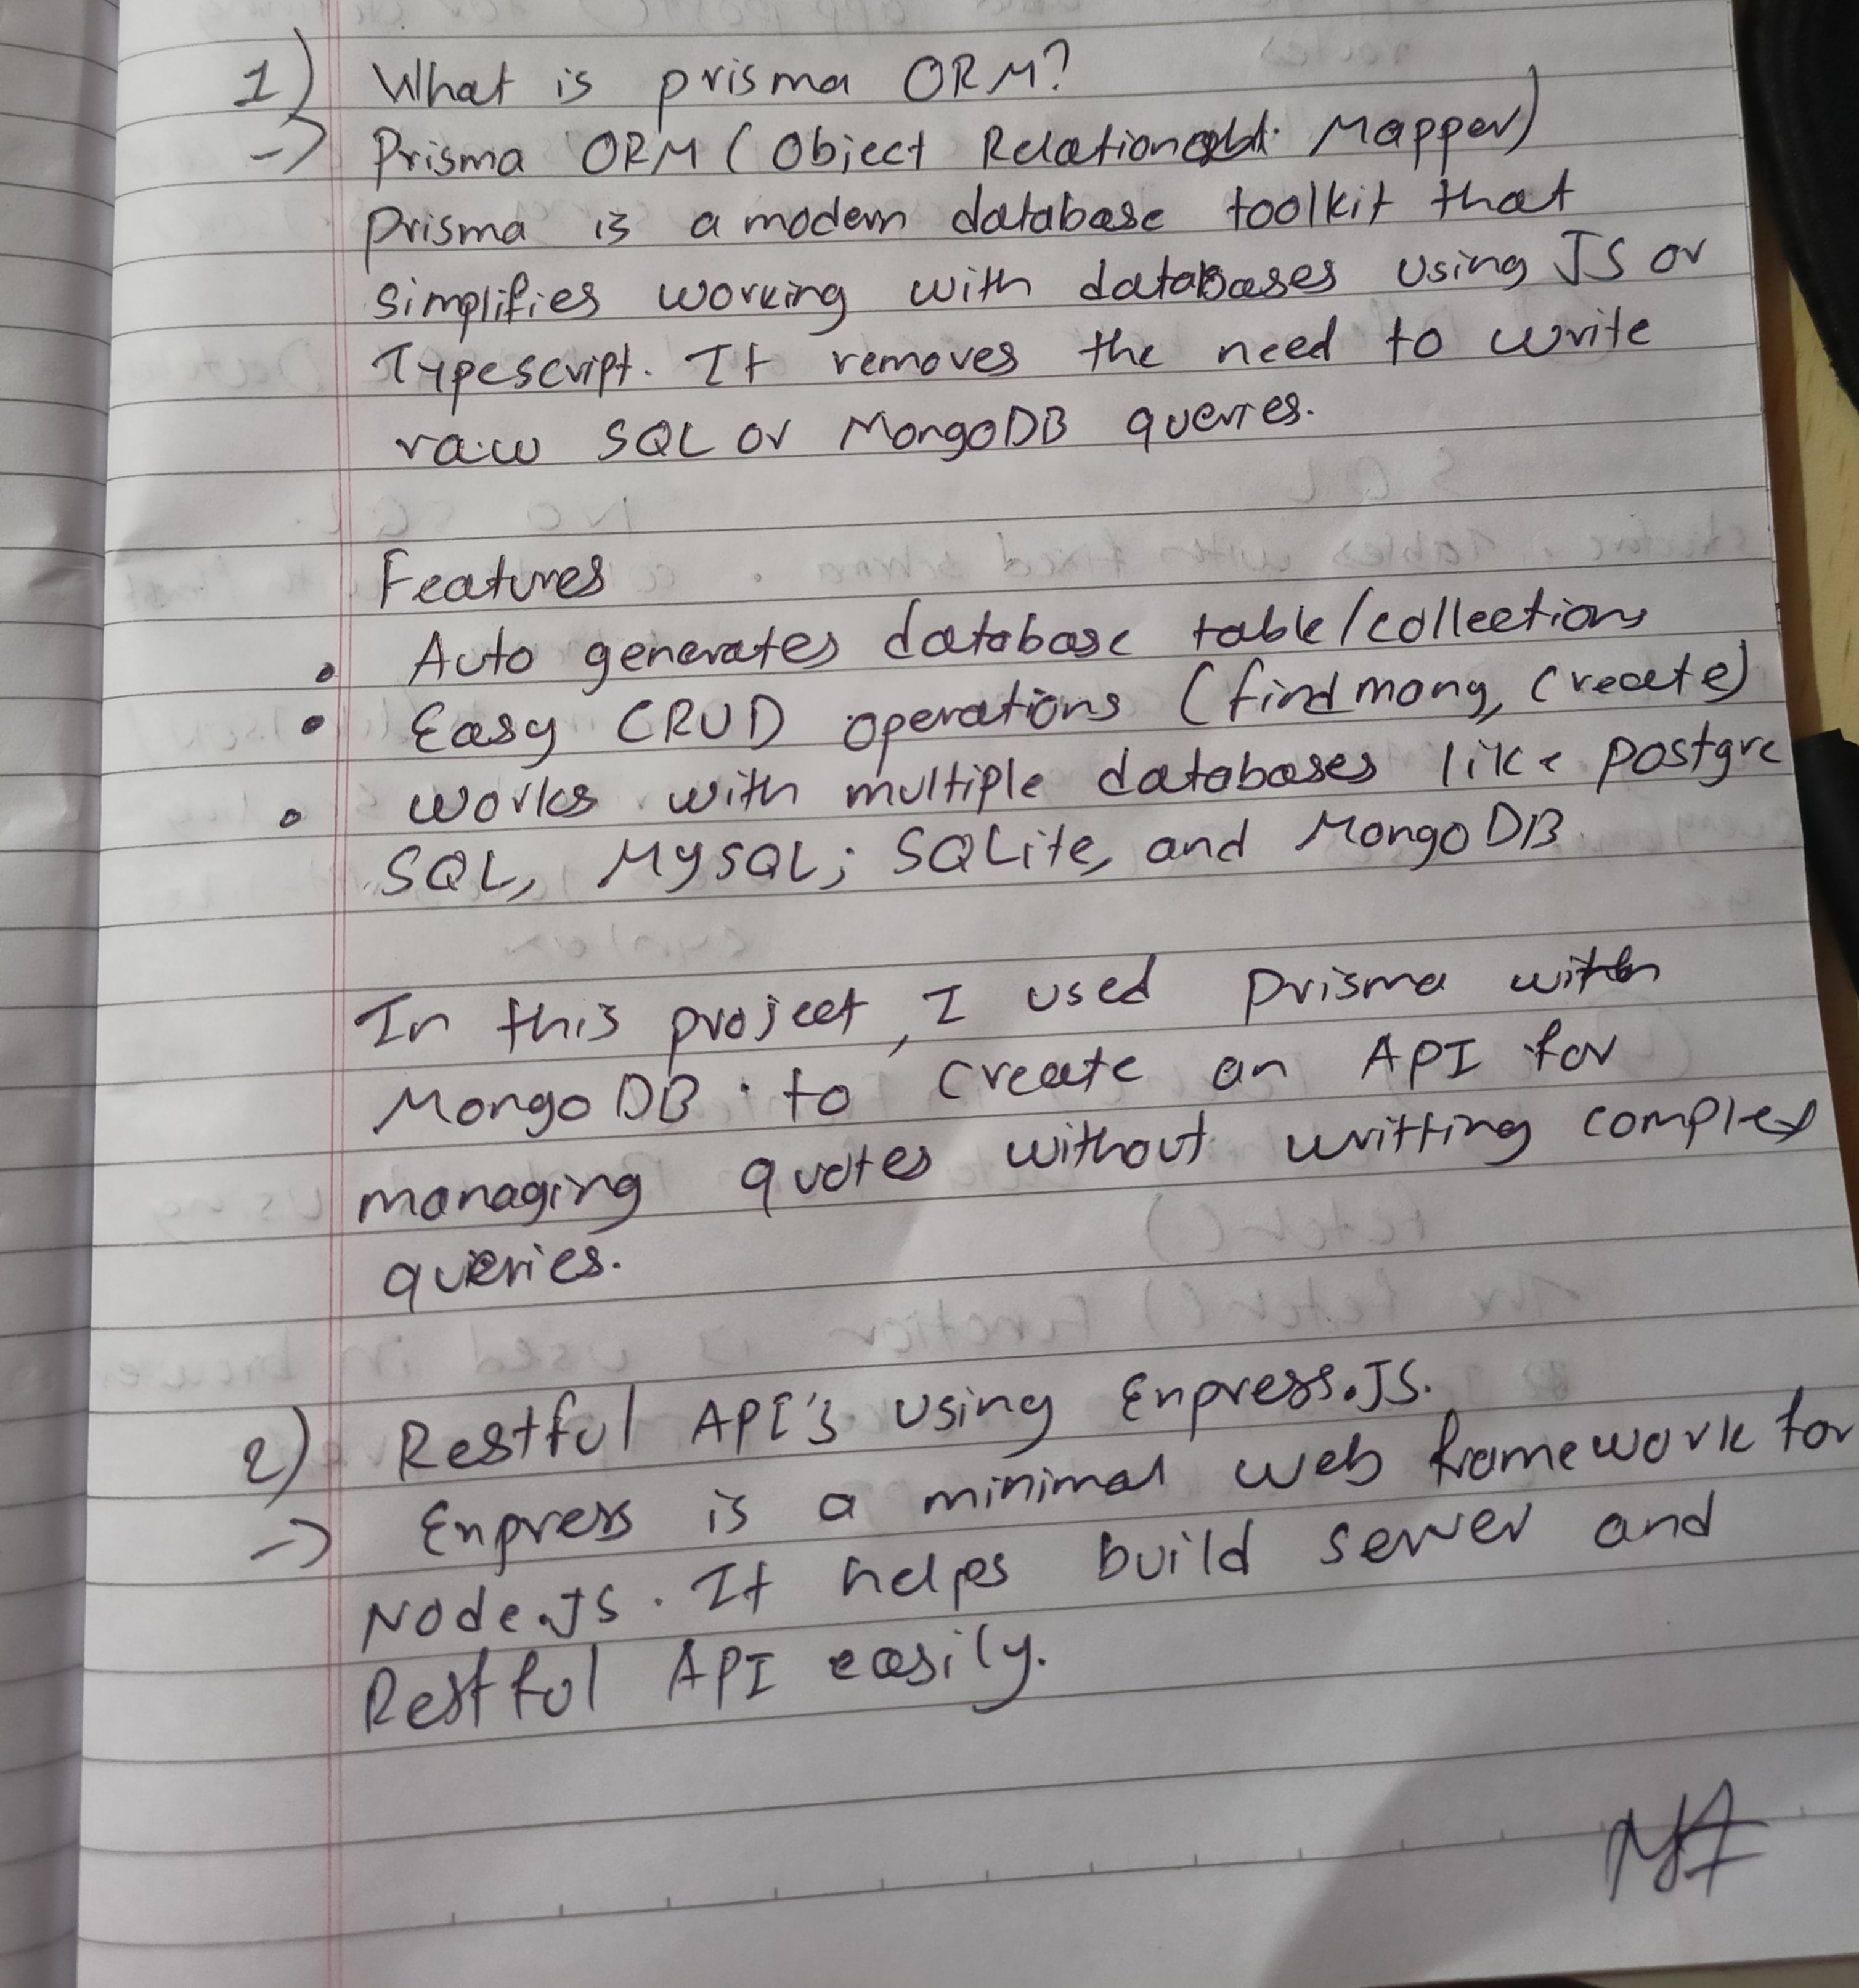 1) What is prisma ORM?
-> Prisma ORM (Object Relational Mapper)
Prisma is a modern database toolkit that
simplifies working with databases using JS or
Typescript. It removes the need to write
raw SQL or MongoDB queries.
Features
• Auto generates database table/collections
• Easy CRUD operations (findmany, create)
• works with multiple databases like postgre
SQL, MySQL; SQLite, and MongoDB
In this project, I used prisma with
MongoDB to create an API for
managing quotes without writting complex
queries.
2) Restful API's using Express.JS.
-> Express is a minimal web framework for
Node.JS. It helps build server and
Restful API easily.